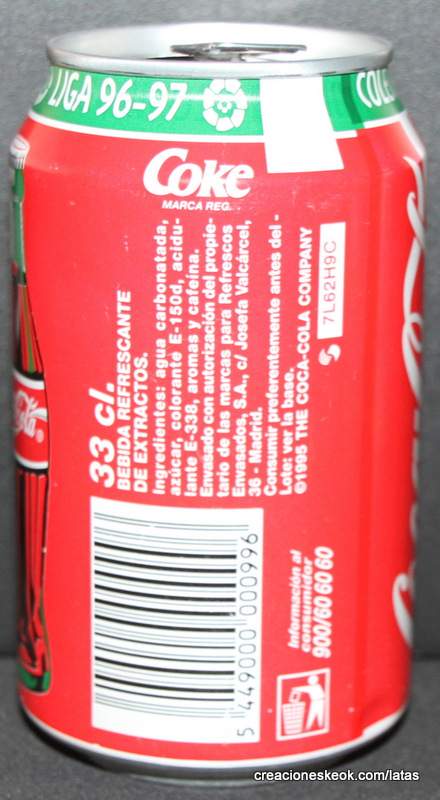 LIGA 96-97
COLE
Coke
MARCA REG.
33 cl.
BEBIDA REFRESCANTE
DE EXTRACTOS.
Ingredientes: agua carbonatada,
azúcar, colorante E-150d, acidu-
lante E-338, aromas y cafeína.
Envasado con autorización del propie-
tario de las marcas para Refrescos
Envasados, S.A., c/ Josefa Valcárcel,
36 - Madrid.
Consumir preferentemente antes del -
Lote: ver la base.
©1995 THE COCA-COLA COMPANY
7L62H9C
5 449000 000996
Información al
consumidor
900/60 60 60
creacioneskeok.com/latas